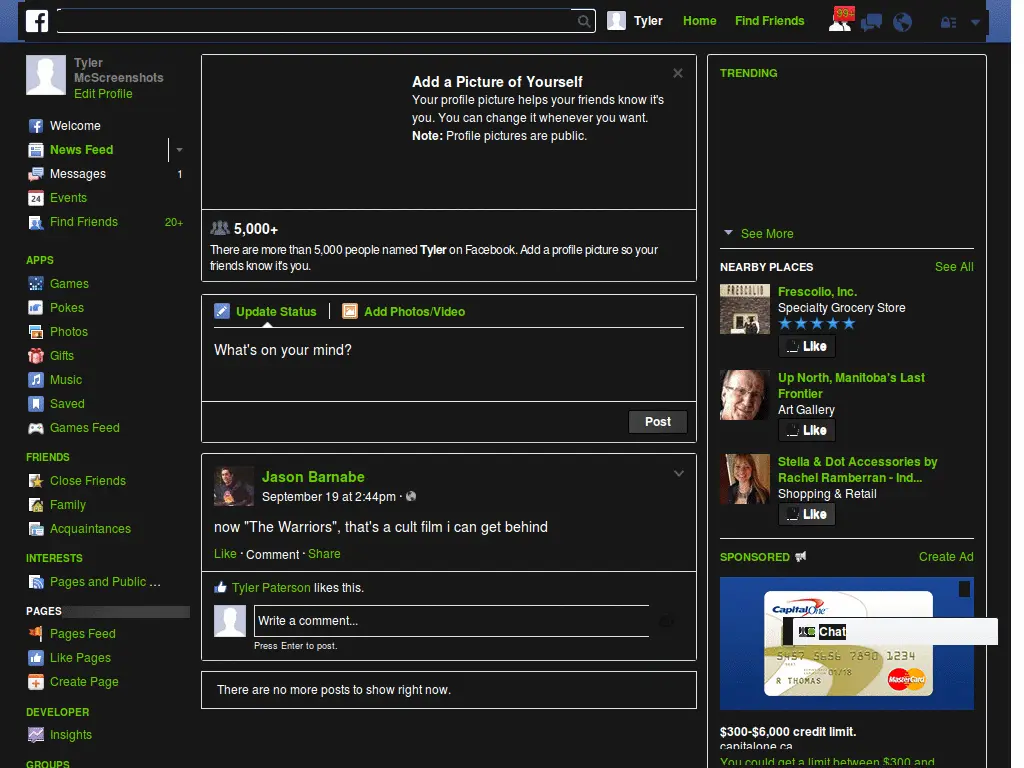 Tyler
Home
Find Friends
99+
Tyler
McScreenshots
Edit Profile
Welcome
News Feed
Messages 1
24
Events
Find Friends 20+
APPS
Games
Pokes
Photos
Gifts
Music
Saved
Games Feed
FRIENDS
Close Friends
Family
Acquaintances
INTERESTS
Pages and Public ...
PAGES
Pages Feed
Like Pages
Create Page
DEVELOPER
Insights
GROUPS
Add a Picture of Yourself
Your profile picture helps your friends know it's
you. You can change it whenever you want.
Note: Profile pictures are public.
5,000+
There are more than 5,000 people named Tyler on Facebook. Add a profile picture so your
friends know it's you.
Update Status
Add Photos/Video
What's on your mind?
Post
Jason Barnabe
September 19 at 2:44pm ·
now "The Warriors", that's a cult film i can get behind
Like · Comment · Share
Tyler Paterson likes this.
Write a comment...
Press Enter to post.
There are no more posts to show right now.
TRENDING
See More
NEARBY PLACES See All
FRESCOLIO
Frescolio, Inc.
Specialty Grocery Store
Like
Up North, Manitoba's Last
Frontier
Art Gallery
Like
Stella & Dot Accessories by
Rachel Ramberran - Ind...
Shopping & Retail
Like
SPONSORED Create Ad
CapitalOne
Chat
5457 5656 7890 1234
01/18
R THOMAS
MasterCard
$300-$6,000 credit limit.
capitalone.ca
You could get a limit between $300 and